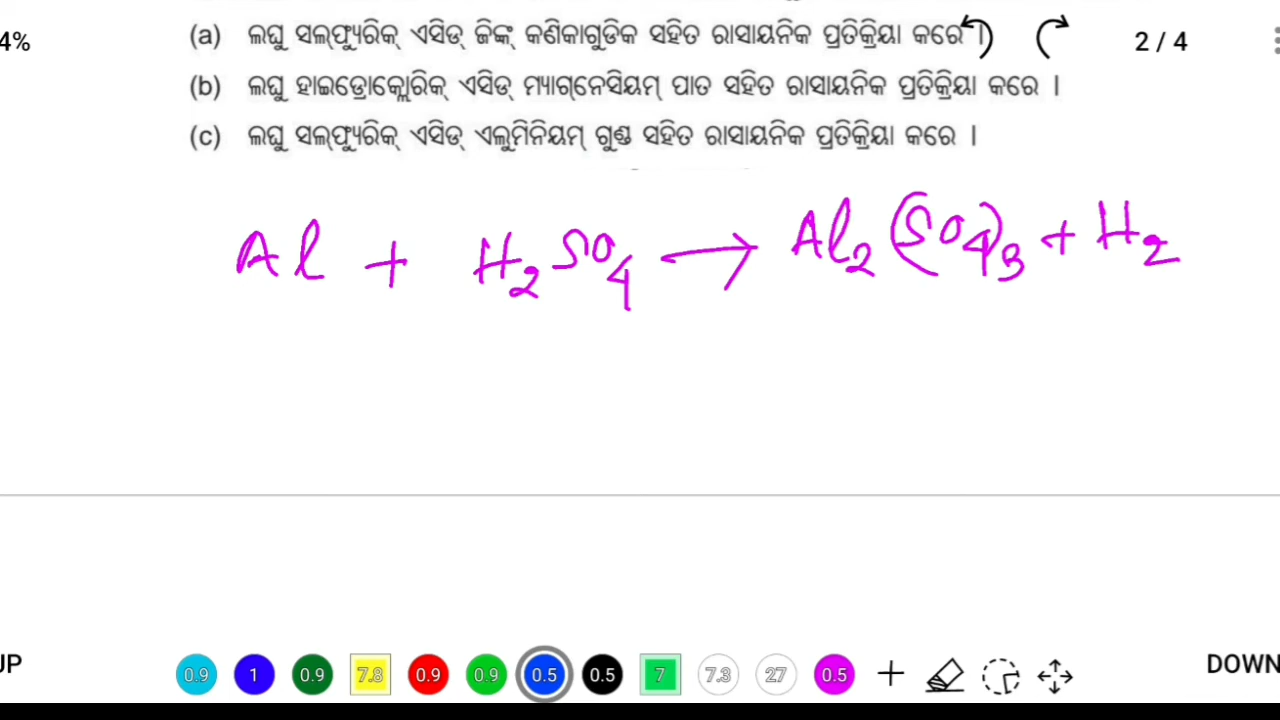 4%
(a) ଲଘୁ ସଲ୍‌ଫ୍ୟୁରିକ୍ ଏସିଡ୍ ଜିଙ୍କ୍ କଣିକାଗୁଡିକ ସହିତ ରାସାୟନିକ ପ୍ରତିକ୍ରିୟା କରେ । 2 / 4
(b) ଲଘୁ ହାଇଡ୍ରୋକ୍ଲୋରିକ୍ ଏସିଡ୍ ମ୍ୟାଗ୍‌ନେସିୟମ୍ ପାତ ସହିତ ରାସାୟନିକ ପ୍ରତିକ୍ରିୟା କରେ ।
(c) ଲଘୁ ସଲ୍‌ଫ୍ୟୁରିକ୍ ଏସିଡ୍ ଏଲୁମିନିୟମ୍ ଗୁଣ୍ଡ ସହିତ ରାସାୟନିକ ପ୍ରତିକ୍ରିୟା କରେ ।
Al + H₂SO₄ → Al₂(SO₄)₃ + H₂
UP DOWN
0.9 1 0.9 7.8 0.9 0.9 0.5 0.5 7 7.3 27 0.5